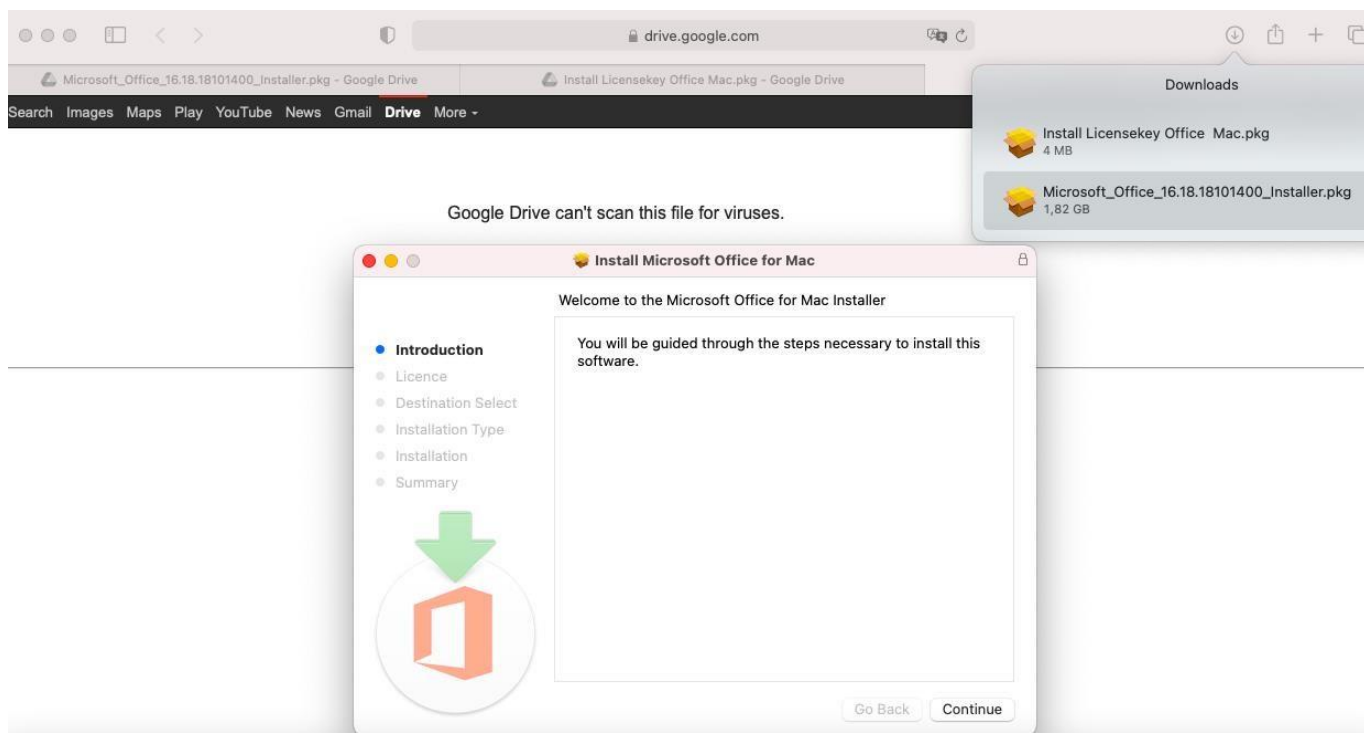 drive.google.com
Microsoft_Office_16.18.18101400_Installer.pkg - Google Drive
Install Licensekey Office Mac.pkg - Google Drive
Search Images Maps Play YouTube News Gmail Drive More
Downloads
Install Licensekey Office  Mac.pkg
4 MB
Microsoft_Office_16.18.18101400_Installer.pkg
1,82 GB
Google Drive can't scan this file for viruses.
Install Microsoft Office for Mac
Welcome to the Microsoft Office for Mac Installer
Introduction
Licence
Destination Select
Installation Type
Installation
Summary
You will be guided through the steps necessary to install this
software.
Go Back
Continue